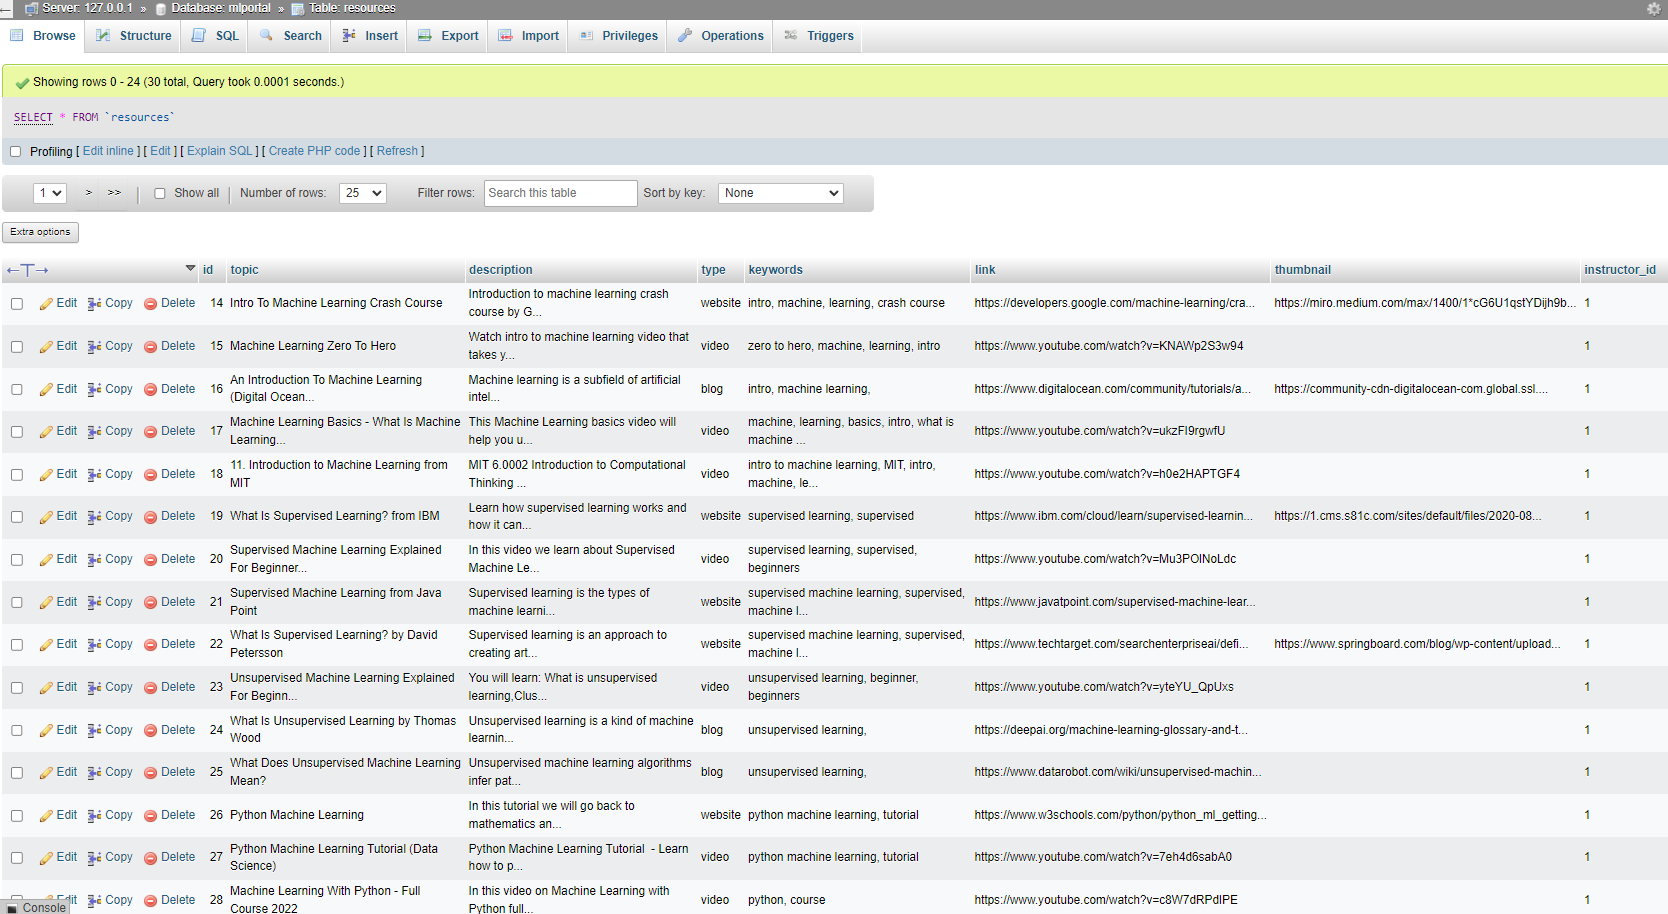 Server: 127.0.0.1 » Database: mlportal » Table: resources
Browse Structure SQL Search Insert Export Import Privileges Operations Triggers
Showing rows 0 - 24 (30 total, Query took 0.0001 seconds.)
SELECT * FROM `resources`
Profiling [ Edit inline ] [ Edit ] [ Explain SQL ] [ Create PHP code ] [ Refresh ]
1 > >> Show all Number of rows: 25 Filter rows: Search this table Sort by key: None
Extra options
←T→ id topic description type keywords link thumbnail instructor_id
Edit Copy Delete 14 Intro To Machine Learning Crash Course Introduction to machine learning crash website intro, machine, learning, crash course https://developers.google.com/machine-learning/cra... https://miro.medium.com/max/1400/1*cG6U1qstYDijh9b... 1
course by G...
Edit Copy Delete 15 Machine Learning Zero To Hero Watch intro to machine learning video that video zero to hero, machine, learning, intro https://www.youtube.com/watch?v=KNAWp2S3w94 1
takes y...
Edit Copy Delete 16 An Introduction To Machine Learning Machine learning is a subfield of artificial blog intro, machine learning, https://www.digitalocean.com/community/tutorials/a... https://community-cdn-digitalocean-com.global.ssl.... 1
(Digital Ocean... intel...
Edit Copy Delete 17 Machine Learning Basics - What Is Machine This Machine Learning basics video will video machine, learning, basics, intro, what is https://www.youtube.com/watch?v=ukzFI9rgwfU 1
Learning... help you u... machine ...
Edit Copy Delete 18 11. Introduction to Machine Learning from MIT 6.0002 Introduction to Computational video intro to machine learning, MIT, intro, https://www.youtube.com/watch?v=h0e2HAPTGF4 1
MIT Thinking ... machine, le...
Edit Copy Delete 19 What Is Supervised Learning? from IBM Learn how supervised learning works and website supervised learning, supervised https://www.ibm.com/cloud/learn/supervised-learnin... https://1.cms.s81c.com/sites/default/files/2020-08... 1
how it can...
Edit Copy Delete 20 Supervised Machine Learning Explained In this video we learn about Supervised video supervised learning, supervised, https://www.youtube.com/watch?v=Mu3POlNoLdc 1
For Beginner... Machine Le... beginners
Edit Copy Delete 21 Supervised Machine Learning from Java Supervised learning is the types of website supervised machine learning, supervised, https://www.javatpoint.com/supervised-machine-lear... 1
Point machine learni... machine l...
Edit Copy Delete 22 What Is Supervised Learning? by David Supervised learning is an approach to website supervised machine learning, supervised, https://www.techtarget.com/searchenterpriseai/defi... https://www.springboard.com/blog/wp-content/upload... 1
Petersson creating art... machine l...
Edit Copy Delete 23 Unsupervised Machine Learning Explained You will learn: What is unsupervised video unsupervised learning, beginner, https://www.youtube.com/watch?v=yteYU_QpUxs 1
For Beginn... learning,Clus... beginners
Edit Copy Delete 24 What Is Unsupervised Learning by Thomas Unsupervised learning is a kind of machine blog unsupervised learning, https://deepai.org/machine-learning-glossary-and-t... 1
Wood learnin...
Edit Copy Delete 25 What Does Unsupervised Machine Learning Unsupervised machine learning algorithms blog unsupervised learning, https://www.datarobot.com/wiki/unsupervised-machin... 1
Mean? infer pat...
Edit Copy Delete 26 Python Machine Learning In this tutorial we will go back to website python machine learning, tutorial https://www.w3schools.com/python/python_ml_getting... 1
mathematics an...
Edit Copy Delete 27 Python Machine Learning Tutorial (Data Python Machine Learning Tutorial - Learn video python machine learning, tutorial https://www.youtube.com/watch?v=7eh4d6sabA0 1
Science) how to p...
Edit Copy Delete 28 Machine Learning With Python - Full In this video on Machine Learning with video python, course https://www.youtube.com/watch?v=c8W7dRPdIPE 1
Course 2022 Python full...
Console